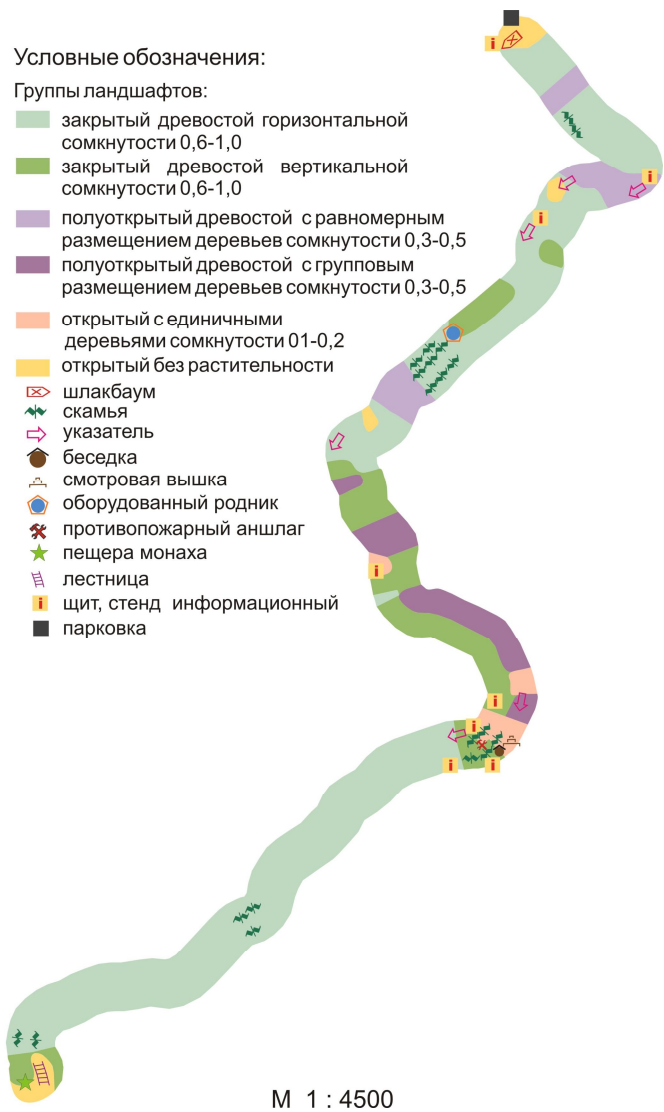 Условные обозначения:
Группы ландшафтов:
закрытый древостой горизонтальной
сомкнутости 0,6-1,0
закрытый древостой вертикальной
сомкнутости 0,6-1,0
полуоткрытый древостой с равномерным
размещением деревьев сомкнутости 0,3-0,5
полуоткрытый древостой с групповым
размещением деревьев сомкнутости 0,3-0,5
открытый с единичными
деревьями сомкнутости 01-0,2
открытый без растительности
шлакбаум
скамья
указатель
беседка
смотровая вышка
оборудованный родник
противопожарный аншлаг
пещера монаха
лестница
щит, стенд информационный
парковка
i
i
i
i
i
i
i
i
i
М 1 : 4500